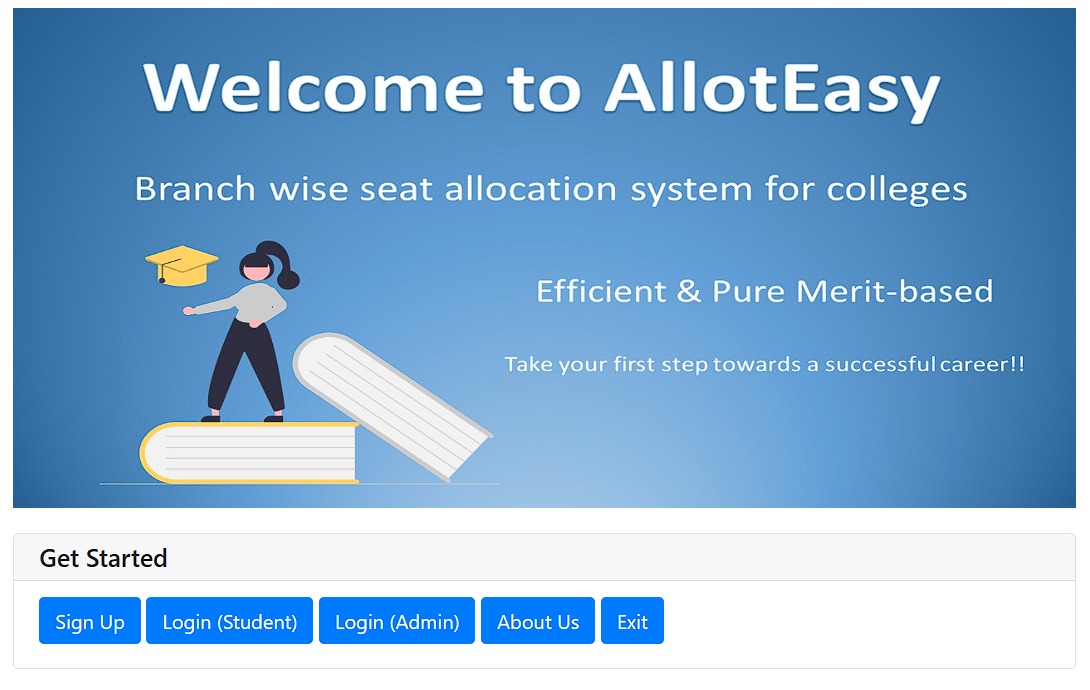 Welcome to AllotEasy
Branch wise seat allocation system for colleges
Efficient & Pure Merit-based
Take your first step towards a successful career!!
Get Started
Sign Up
Login (Student)
Login (Admin)
About Us
Exit